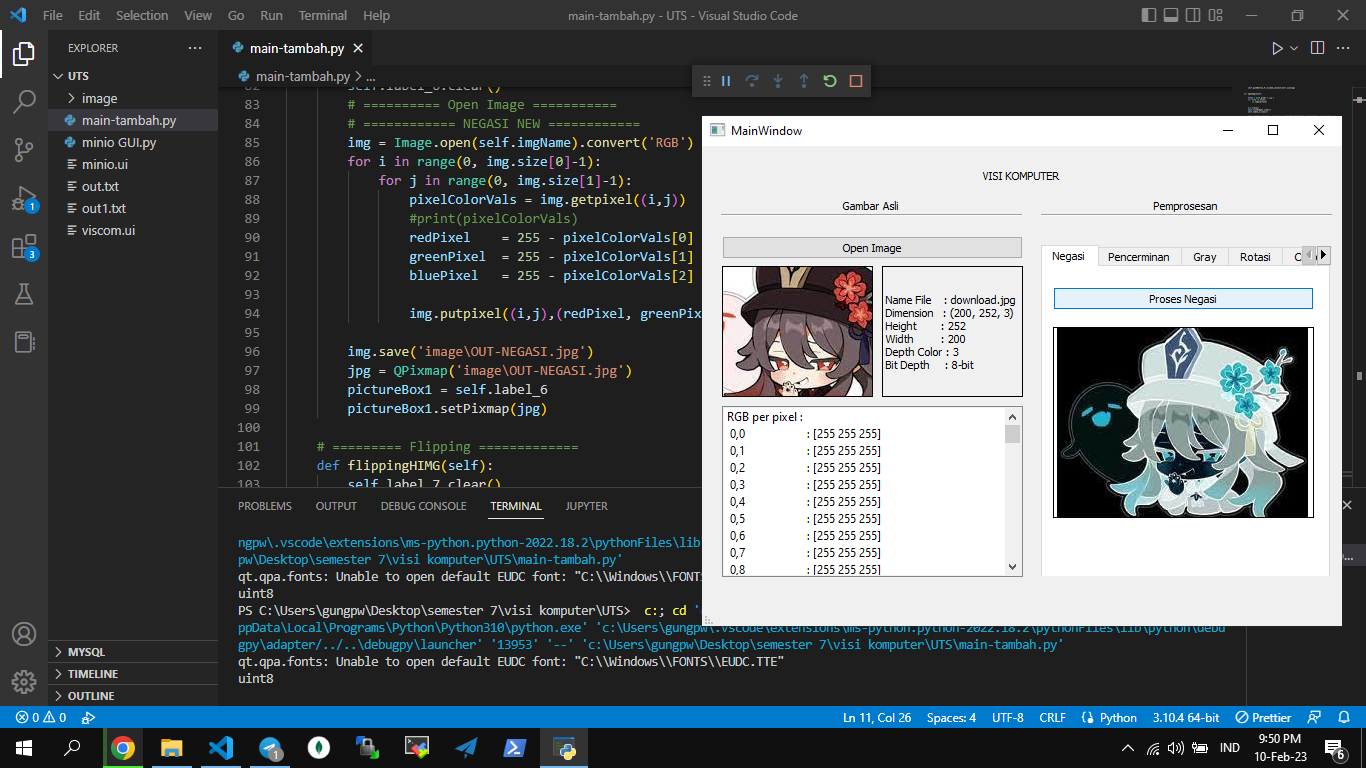 File Edit Selection View Go Run Terminal Help
main-tambah.py - UTS - Visual Studio Code
EXPLORER
UTS
image
main-tambah.py
minio GUI.py
minio.ui
out.txt
out1.txt
viscom.ui
MYSQL
TIMELINE
OUTLINE
1
3
main-tambah.py
main-tambah.py > ...
82 self.label_6.clear()
83 # ========== Open Image ===========
84 # ============ NEGASI NEW ============
85 img = Image.open(self.imgName).convert('RGB')
86 for i in range(0, img.size[0]-1):
87 for j in range(0, img.size[1]-1):
88 pixelColorVals = img.getpixel((i,j))
89 #print(pixelColorVals)
90 redPixel = 255 - pixelColorVals[0]
91 greenPixel = 255 - pixelColorVals[1]
92 bluePixel = 255 - pixelColorVals[2]
93
94 img.putpixel((i,j),(redPixel, greenPix
95
96 img.save('image\OUT-NEGASI.jpg')
97 jpg = QPixmap('image\OUT-NEGASI.jpg')
98 pictureBox1 = self.label_6
99 pictureBox1.setPixmap(jpg)
100
101 # ========= Flipping =============
102 def flippingHIMG(self):
103 self.label_7.clear()
MainWindow
VISI KOMPUTER
Gambar Asli
Open Image
Name File : download.jpg
Dimension : (200, 252, 3)
Height : 252
Width : 200
Depth Color : 3
Bit Depth : 8-bit
RGB per pixel :
0,0 : [255 255 255]
0,1 : [255 255 255]
0,2 : [255 255 255]
0,3 : [255 255 255]
0,4 : [255 255 255]
0,5 : [255 255 255]
0,6 : [255 255 255]
0,7 : [255 255 255]
0,8 : [255 255 255]
Pemprosesan
Negasi Pencerminan Gray Rotasi
Proses Negasi
PROBLEMS OUTPUT DEBUG CONSOLE TERMINAL JUPYTER
ngpw\.vscode\extensions\ms-python.python-2022.18.2\pythonFiles\lib
pw\Desktop\semester 7\visi komputer\UTS\main-tambah.py'
qt.qpa.fonts: Unable to open default EUDC font: "C:\\Windows\\FONTS
uint8
PS C:\Users\gungpw\Desktop\semester 7\visi komputer\UTS> c:; cd '
ppData\Local\Programs\Python\Python310\python.exe' 'c:\Users\gungpw\.vscode\extensions\ms-python.python-2022.18.2\pythonFiles\lib\python\debu
gpy\adapter/../..\debugpy\launcher' '13953' '--' 'c:\Users\gungpw\Desktop\semester 7\visi komputer\UTS\main-tambah.py'
qt.qpa.fonts: Unable to open default EUDC font: "C:\\Windows\\FONTS\\EUDC.TTE"
uint8
0 0
Ln 11, Col 26 Spaces: 4 UTF-8 CRLF Python 3.10.4 64-bit Prettier
1
IND
9:50 PM
10-Feb-23
6